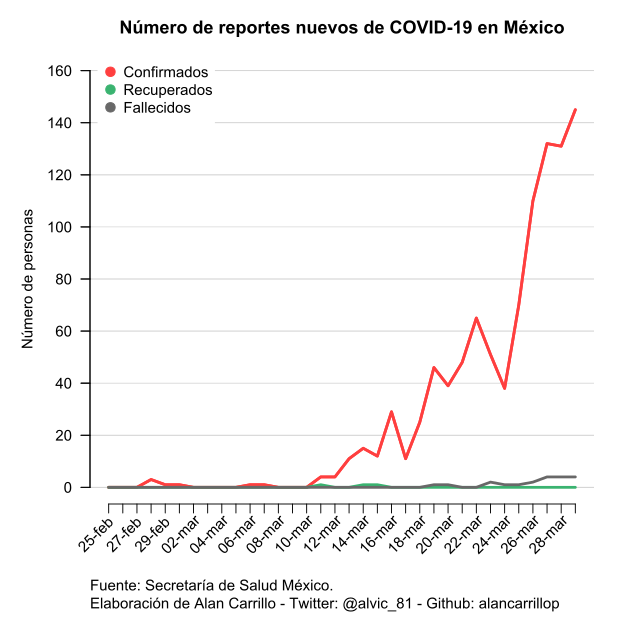 Número de reportes nuevos de COVID-19 en México
Confirmados
Recuperados
Fallecidos
Número de personas
160
140
120
100
80
60
40
20
0
25-feb
27-feb
29-feb
02-mar
04-mar
06-mar
08-mar
10-mar
12-mar
14-mar
16-mar
18-mar
20-mar
22-mar
24-mar
26-mar
28-mar
Fuente: Secretaría de Salud México.
Elaboración de Alan Carrillo - Twitter: @alvic_81 - Github: alancarrillop